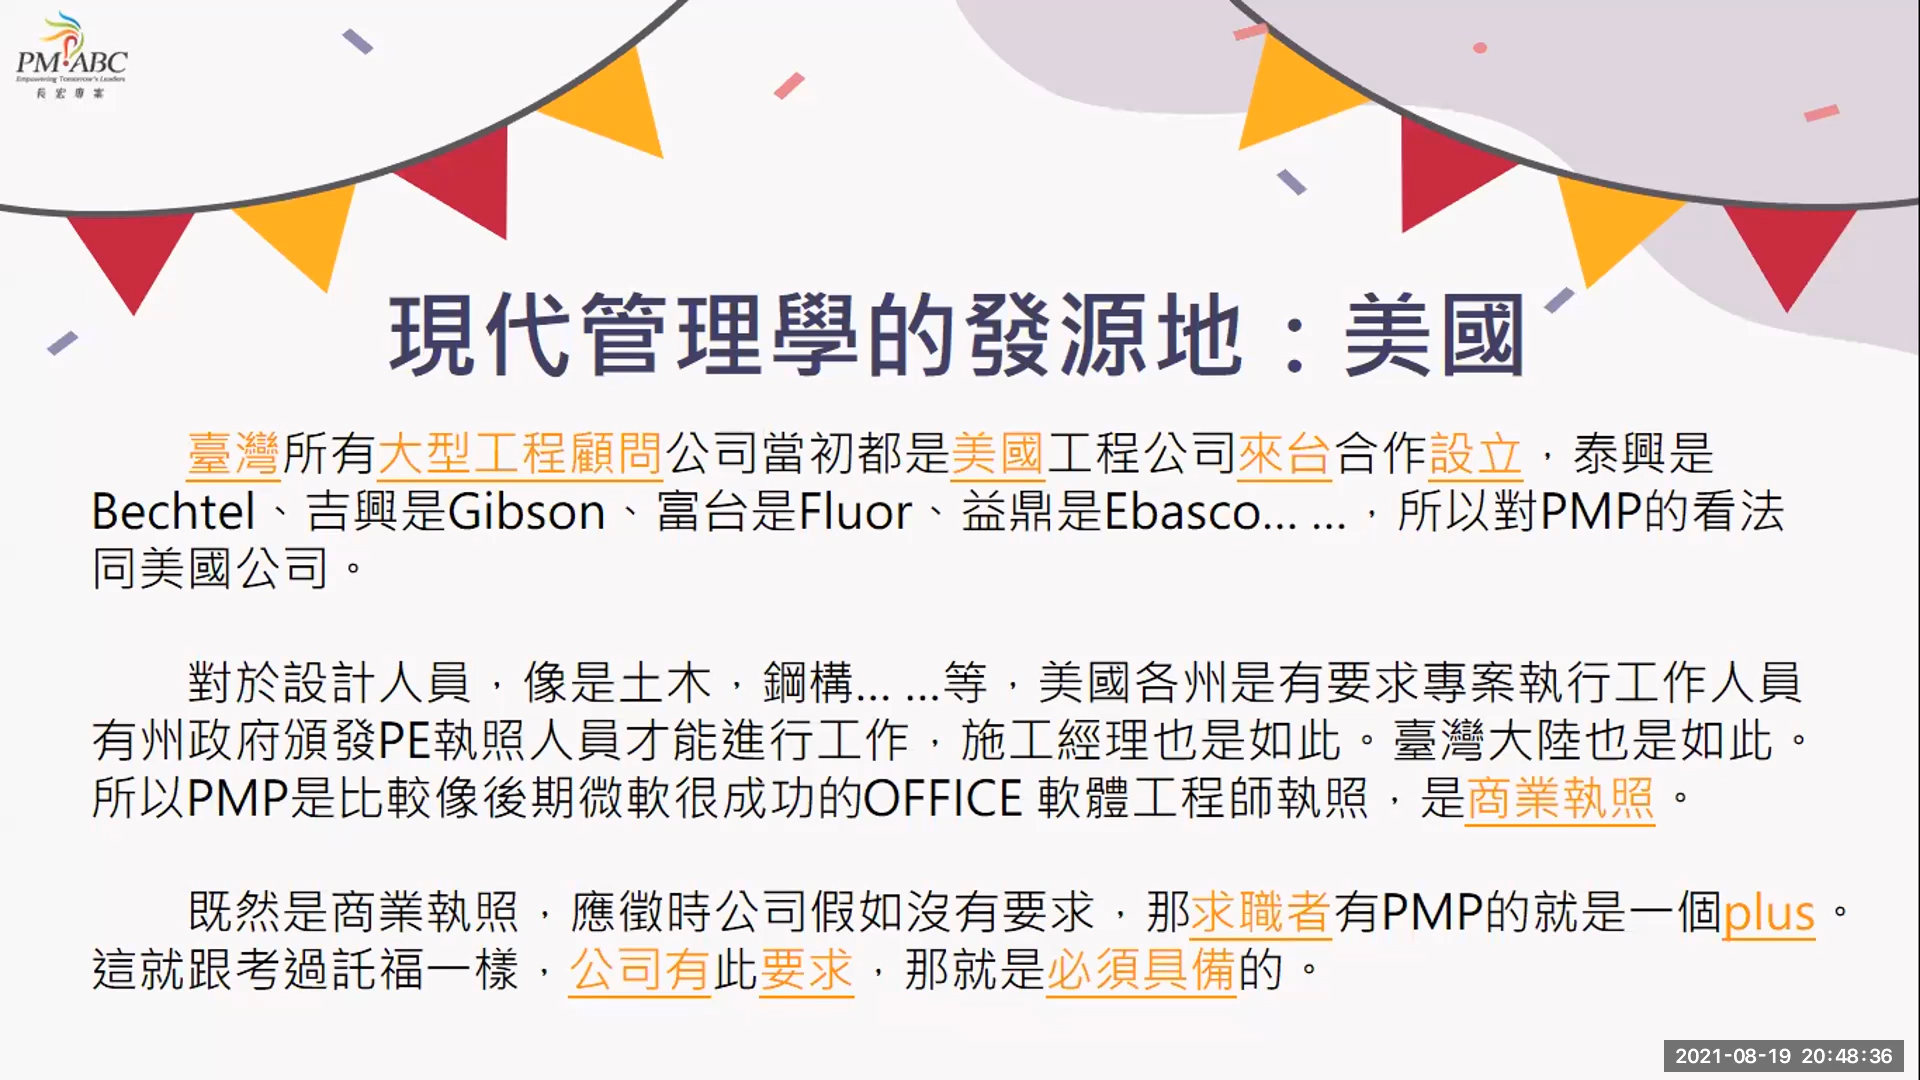 PMABC
Empowering Tomorrow's Leaders
長宏專案
現代管理學的發源地：美國
臺灣所有大型工程顧問公司當初都是美國工程公司來台合作設立，泰興是
Bechtel、吉興是Gibson、富台是Fluor、益鼎是Ebasco... ...，所以對PMP的看法
同美國公司。
對於設計人員，像是土木，鋼構... ...等，美國各州是有要求專案執行工作人員
有州政府頒發PE執照人員才能進行工作，施工經理也是如此。臺灣大陸也是如此。
所以PMP是比較像後期微軟很成功的OFFICE 軟體工程師執照，是商業執照。
既然是商業執照，應徵時公司假如沒有要求，那求職者有PMP的就是一個plus。
這就跟考過託福一樣，公司有此要求，那就是必須具備的。
2021-08-19 20:48:36